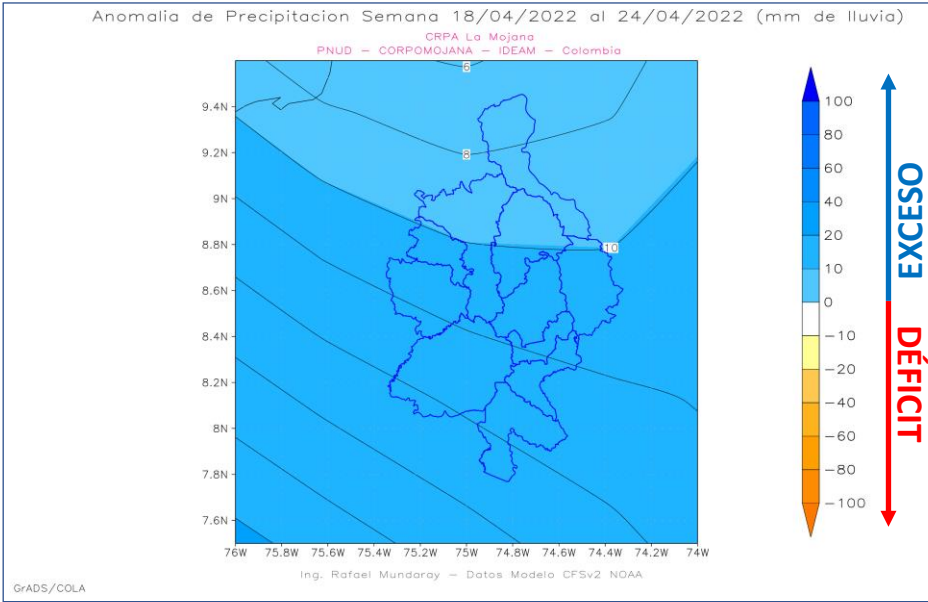 Anomalia de Precipitacion Semana 18/04/2022 al 24/04/2022 (mm de lluvia)
CRPA La Mojana
PNUD – CORPOMOJANA – IDEAM – Colombia
6
8
10
9.4N
9.2N
9N
8.8N
8.6N
8.4N
8.2N
8N
7.8N
7.6N
76W 75.8W 75.6W 75.4W 75.2W 75W 74.8W 74.6W 74.4W 74.2W 74W
100
80
60
40
20
10
0
−10
−20
−40
−60
−80
−100
EXCESO
DÉFICIT
Ing. Rafael Mundaray – Datos Modelo CFSv2 NOAA
GrADS/COLA